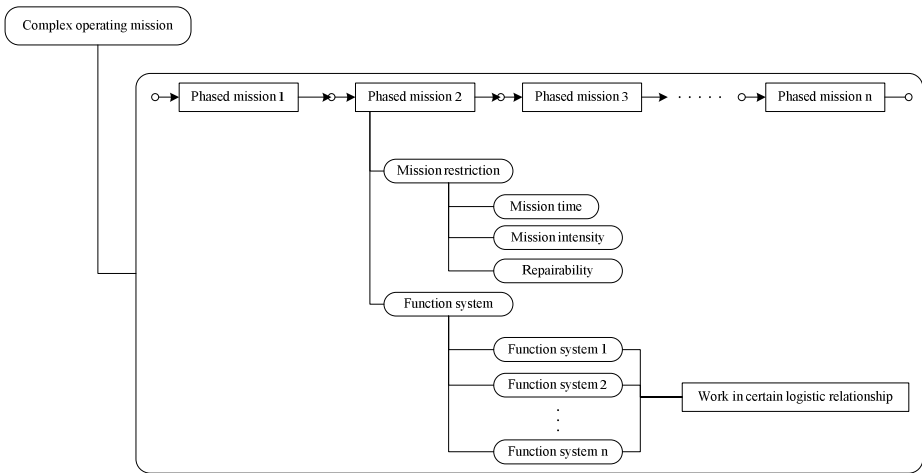 Complex operating mission
Phased mission 1
Phased mission 2
Phased mission 3
. . . . .
Phased mission n
Mission restriction
Mission time
Mission intensity
Repairability
Function system
Function system 1
Function system 2
Work in certain logistic relationship
. . .
Function system n